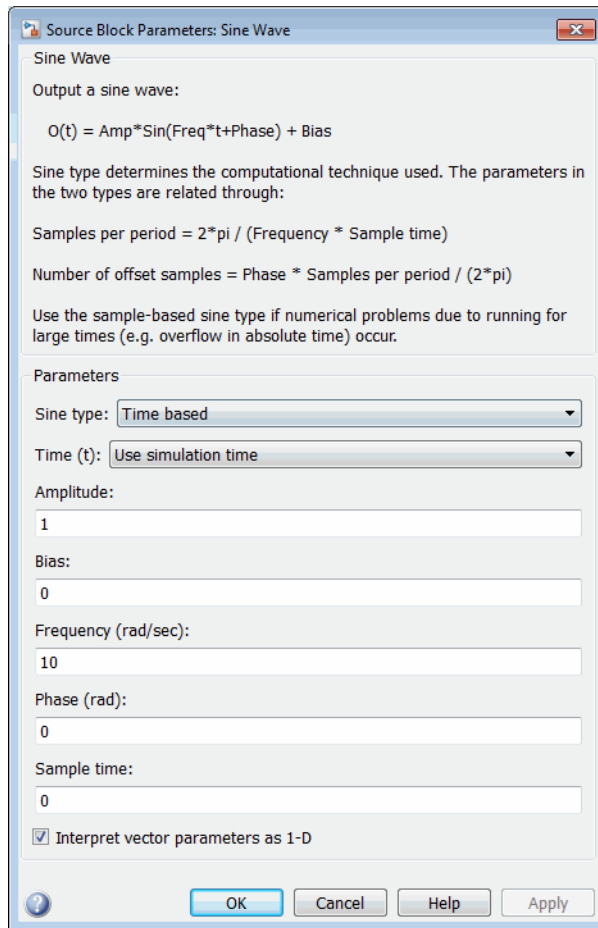 Source Block Parameters: Sine Wave
Sine Wave
Output a sine wave:
O(t) = Amp*Sin(Freq*t+Phase) + Bias
Sine type determines the computational technique used. The parameters in
the two types are related through:
Samples per period = 2*pi / (Frequency * Sample time)
Number of offset samples = Phase * Samples per period / (2*pi)
Use the sample-based sine type if numerical problems due to running for
large times (e.g. overflow in absolute time) occur.
Parameters
Sine type: Time based
Time (t): Use simulation time
Amplitude:
1
Bias:
0
Frequency (rad/sec):
10
Phase (rad):
0
Sample time:
0
Interpret vector parameters as 1-D
? OK Cancel Help Apply